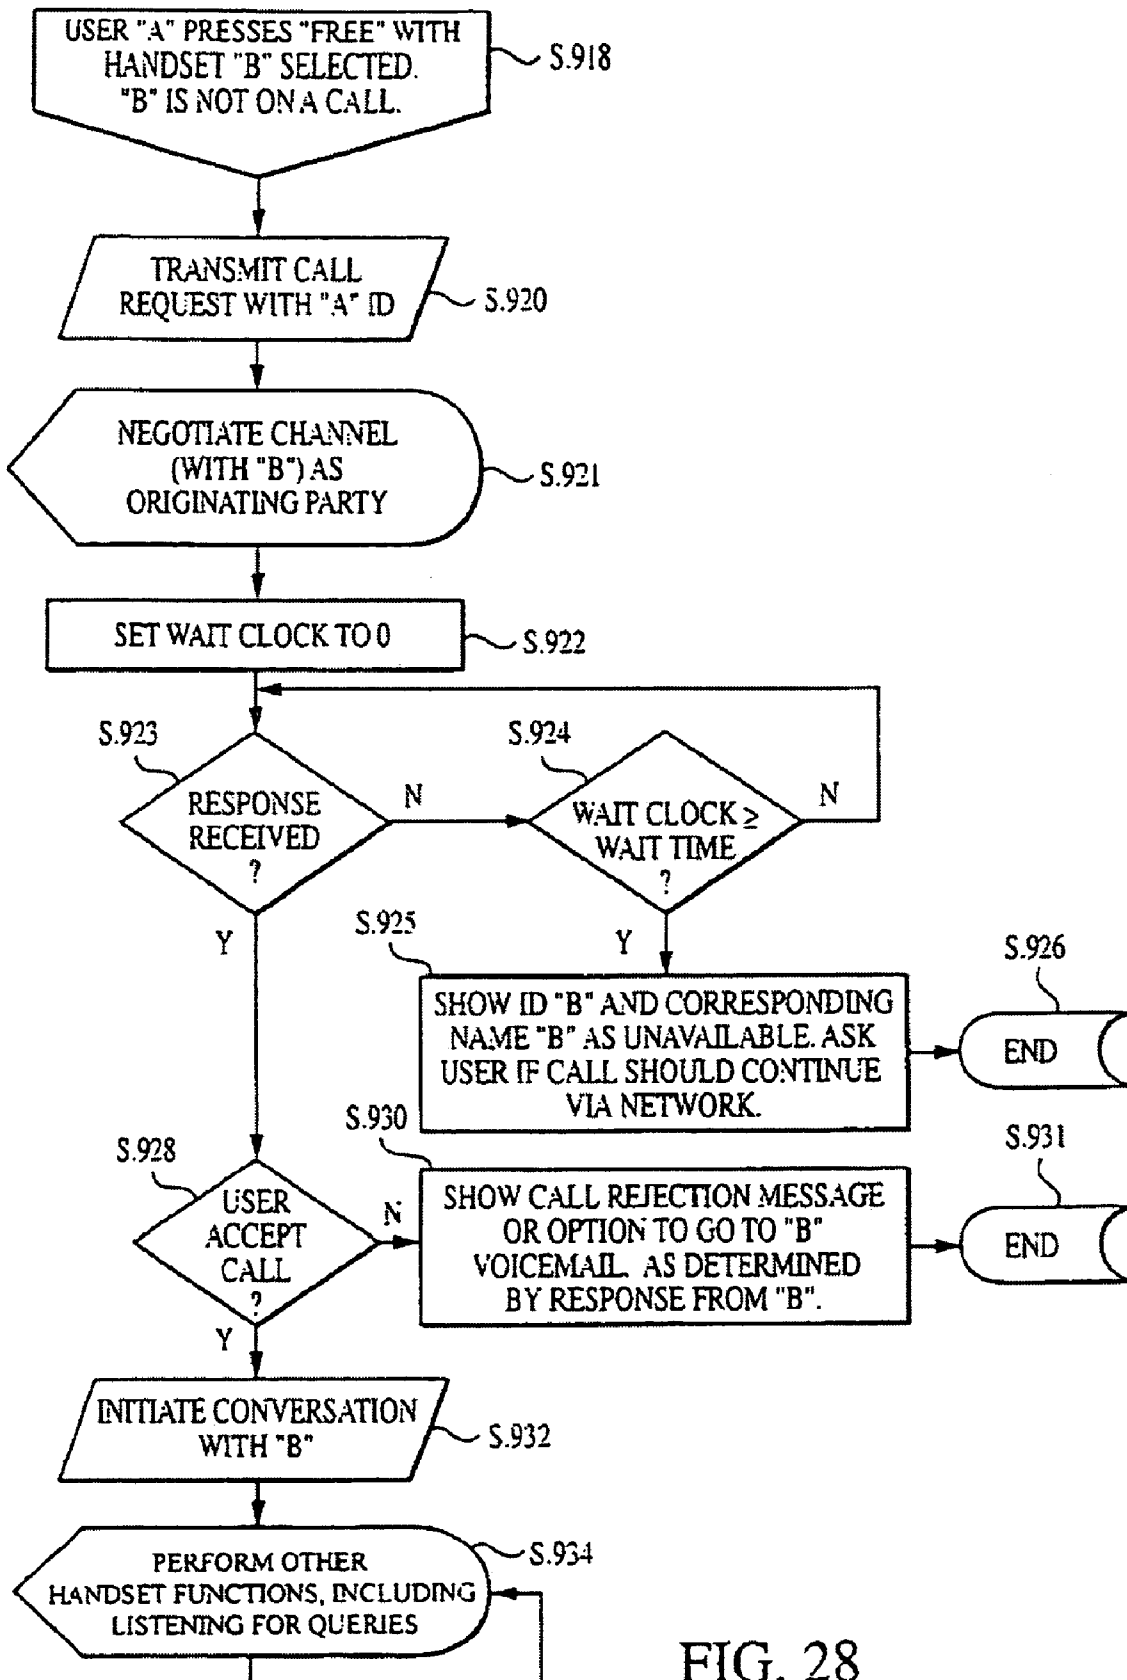 USER "A" PRESSES "FREE" WITH
HANDSET "B" SELECTED.
"B" IS NOT ON A CALL.
S.918
TRANSMIT CALL
REQUEST WITH "A" ID
S.920
NEGOTIATE CHANNEL
(WITH "B") AS
ORIGINATING PARTY
S.921
SET WAIT CLOCK TO 0
S.922
S.923
RESPONSE
RECEIVED
?
N
Y
S.924
WAIT CLOCK ≥
WAIT TIME
?
N
Y
S.925
SHOW ID "B" AND CORRESPONDING
NAME "B" AS UNAVAILABLE. ASK
USER IF CALL SHOULD CONTINUE
VIA NETWORK.
S.926
END
S.928
USER
ACCEPT
CALL
?
N
Y
S.930
SHOW CALL REJECTION MESSAGE
OR OPTION TO GO TO "B"
VOICEMAIL. AS DETERMINED
BY RESPONSE FROM "B".
S.931
END
INITIATE CONVERSATION
WITH "B"
S.932
PERFORM OTHER
HANDSET FUNCTIONS, INCLUDING
LISTENING FOR QUERIES
S.934
FIG. 28